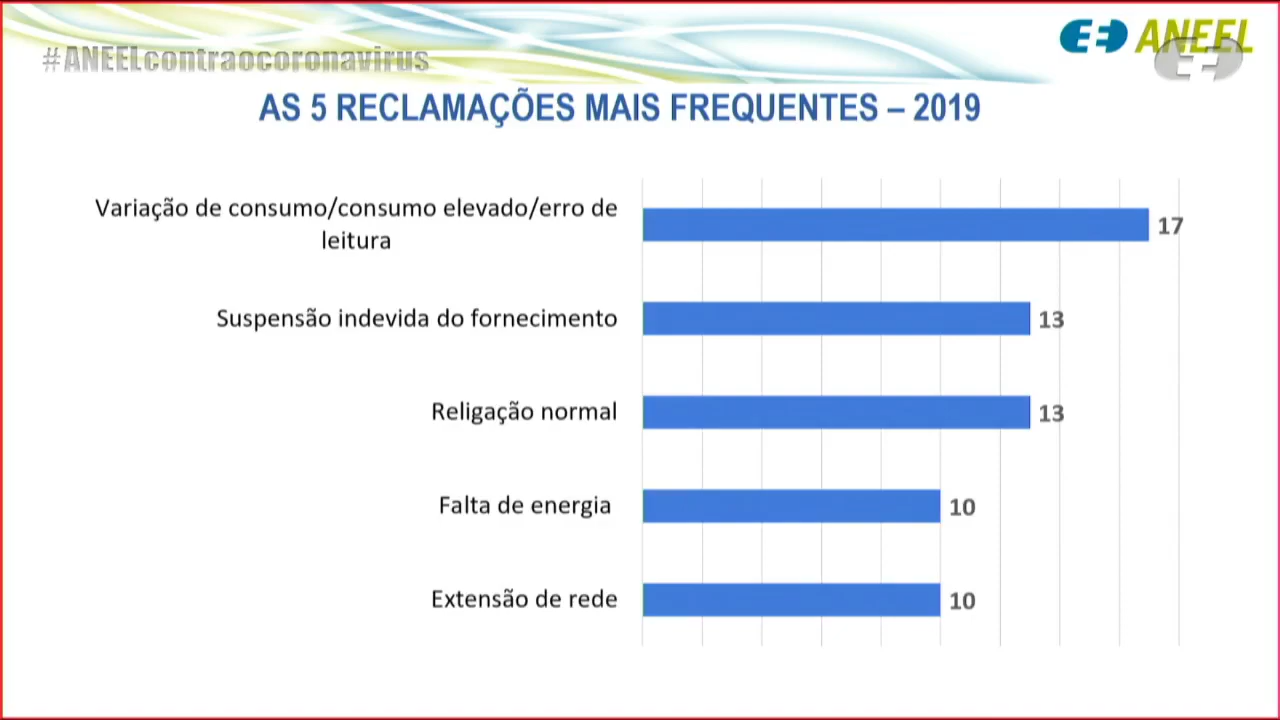 #ANEELcontraocoronavirus
ANEEL
AS 5 RECLAMAÇÕES MAIS FREQUENTES – 2019
Variação de consumo/consumo elevado/erro de
leitura
17
Suspensão indevida do fornecimento
13
Religação normal
13
Falta de energia
10
Extensão de rede
10